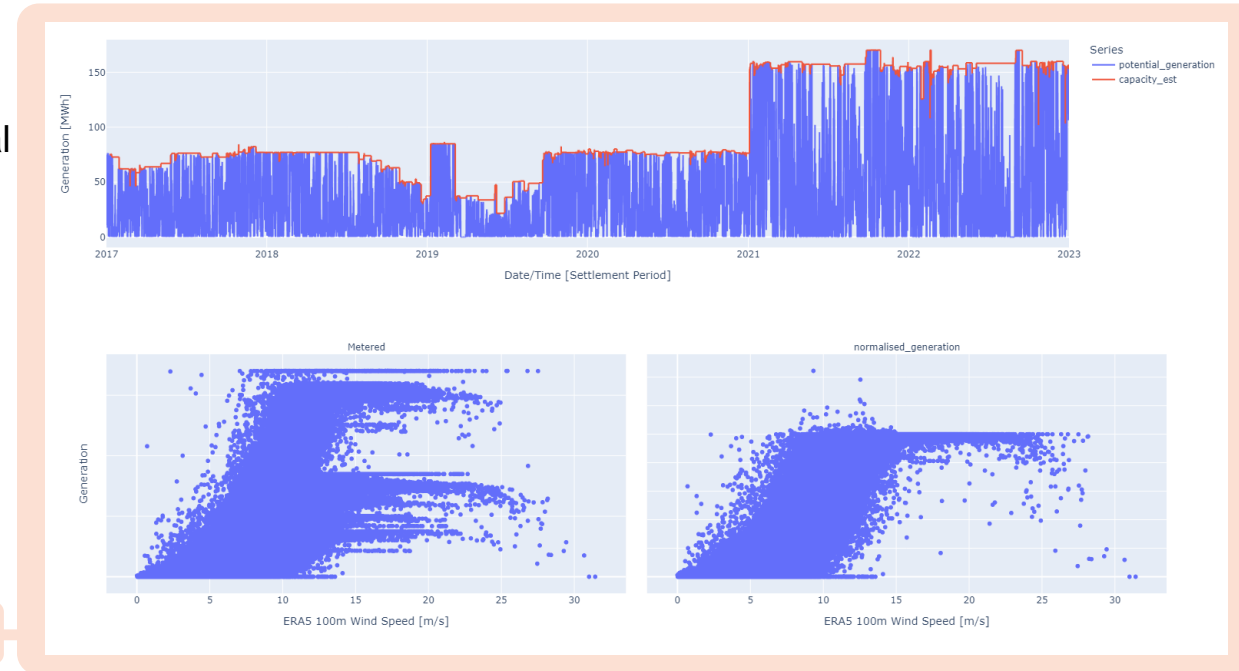 al
Series
potential_generation
capacity_est
Generation [MWh]
150
100
50
0
2017 2018 2019 2020 2021 2022 2023
Date/Time [Settlement Period]
Metered
normalised_generation
Generation
0 5 10 15 20 25 30
0 5 10 15 20 25 30
ERA5 100m Wind Speed [m/s]
ERA5 100m Wind Speed [m/s]